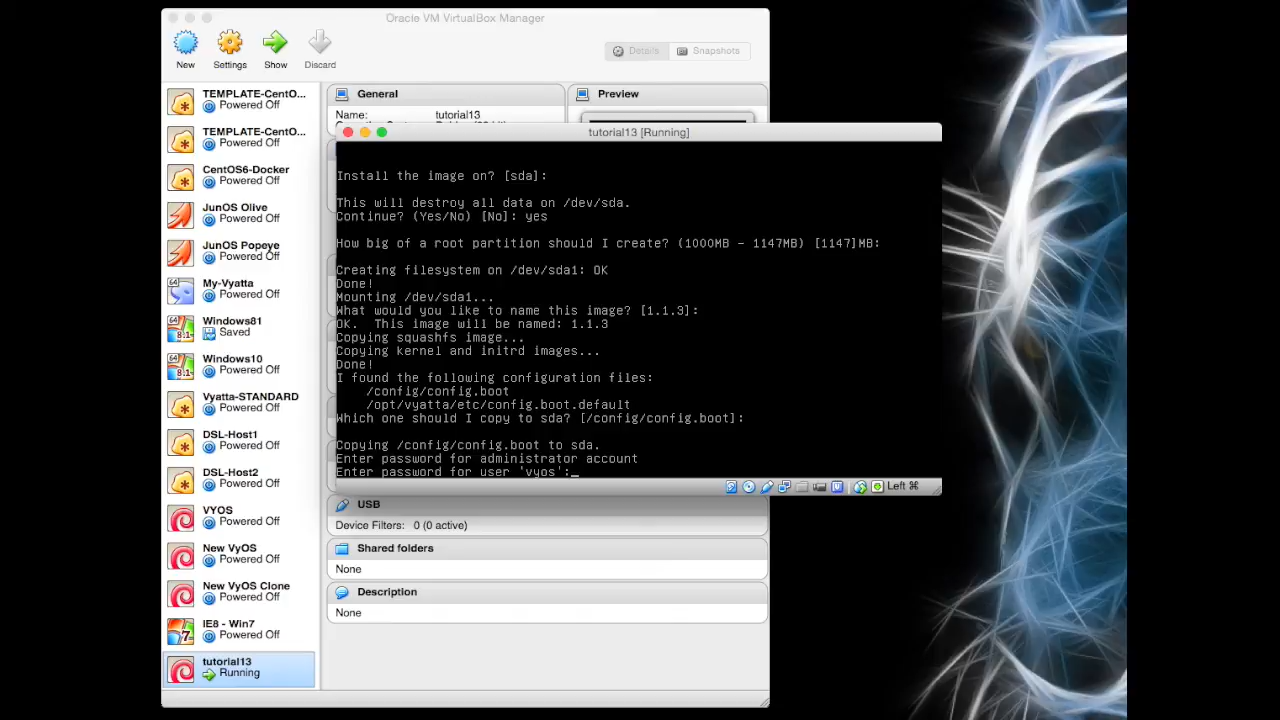 Oracle VM VirtualBox Manager
New
Settings
Show
Discard
Details
Snapshots
TEMPLATE-CentO...
Powered Off
TEMPLATE-CentO...
Powered Off
CentOS6-Docker
Powered Off
JunOS Olive
Powered Off
JunOS Popeye
Powered Off
64
My-Vyatta
Powered Off
64
8.1
Windows81
Saved
64
8.1
Windows10
Powered Off
Vyatta-STANDARD
Powered Off
DSL-Host1
Powered Off
DSL-Host2
Powered Off
VYOS
Powered Off
New VyOS
Powered Off
New VyOS Clone
Powered Off
7
IE8 - Win7
Powered Off
tutorial13
Running
General
Name: tutorial13
Preview
tutorial13 [Running]
Install the image on? [sda]:
This will destroy all data on /dev/sda.
Continue? (Yes/No) [No]: yes
How big of a root partition should I create? (1000MB - 1147MB) [1147]MB:
Creating filesystem on /dev/sda1: OK
Done!
Mounting /dev/sda1...
What would you like to name this image? [1.1.3]:
OK.  This image will be named: 1.1.3
Copying squashfs image...
Copying kernel and initrd images...
Done!
I found the following configuration files:
/config/config.boot
/opt/vyatta/etc/config.boot.default
Which one should I copy to sda? [/config/config.boot]:
Copying /config/config.boot to sda.
Enter password for administrator account
Enter password for user 'vyos':_
Left ⌘
USB
Device Filters: 0 (0 active)
Shared folders
None
Description
None